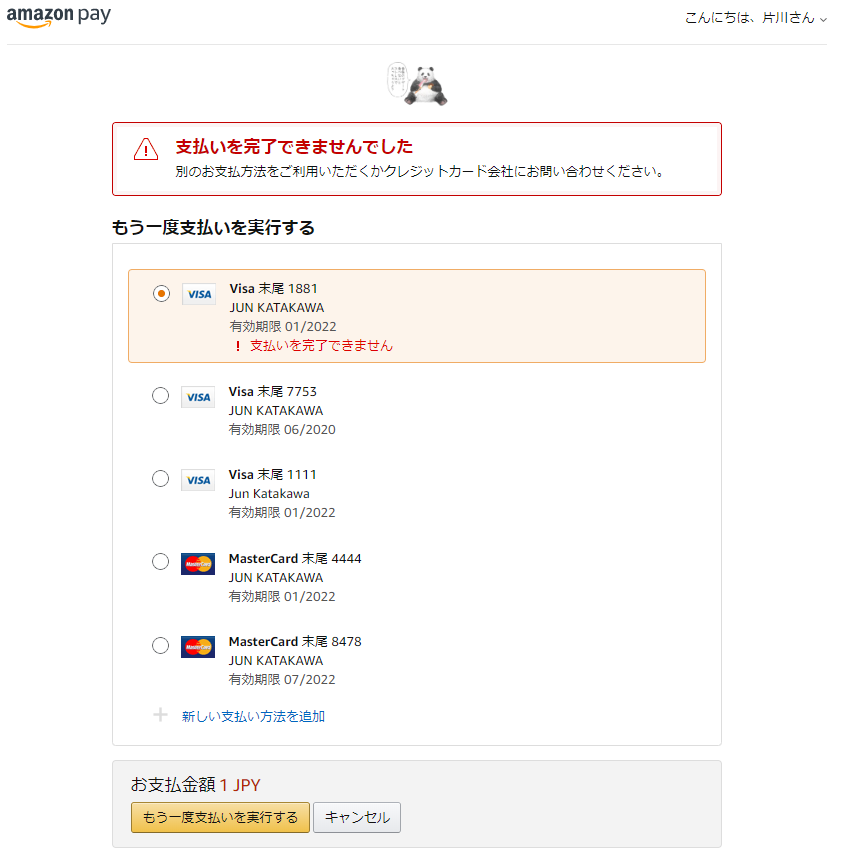 amazon pay
こんにちは、片川さん
支払いを完了できませんでした
別のお支払方法をご利用いただくかクレジットカード会社にお問い合わせください。
もう一度支払いを実行する
VISA
Visa 末尾 1881
JUN KATAKAWA
有効期限 01/2022
! 支払いを完了できません
VISA
Visa 末尾 7753
JUN KATAKAWA
有効期限 06/2020
VISA
Visa 末尾 1111
Jun Katakawa
有効期限 01/2022
MasterCard
MasterCard 末尾 4444
JUN KATAKAWA
有効期限 01/2022
MasterCard
MasterCard 末尾 8478
JUN KATAKAWA
有効期限 07/2022
新しい支払い方法を追加
お支払金額 1 JPY
もう一度支払いを実行する
キャンセル